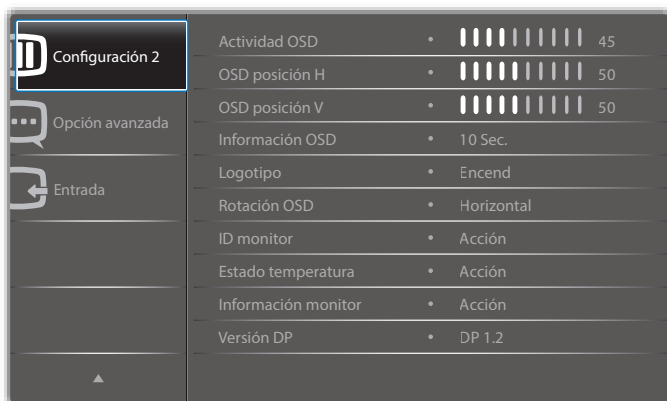 Configuración 2
Opción avanzada
Entrada
Actividad OSD • 45
OSD posición H • 50
OSD posición V • 50
Información OSD • 10 Sec.
Logotipo • Encend
Rotación OSD • Horizontal
ID monitor • Acción
Estado temperatura • Acción
Información monitor • Acción
Versión DP • DP 1.2